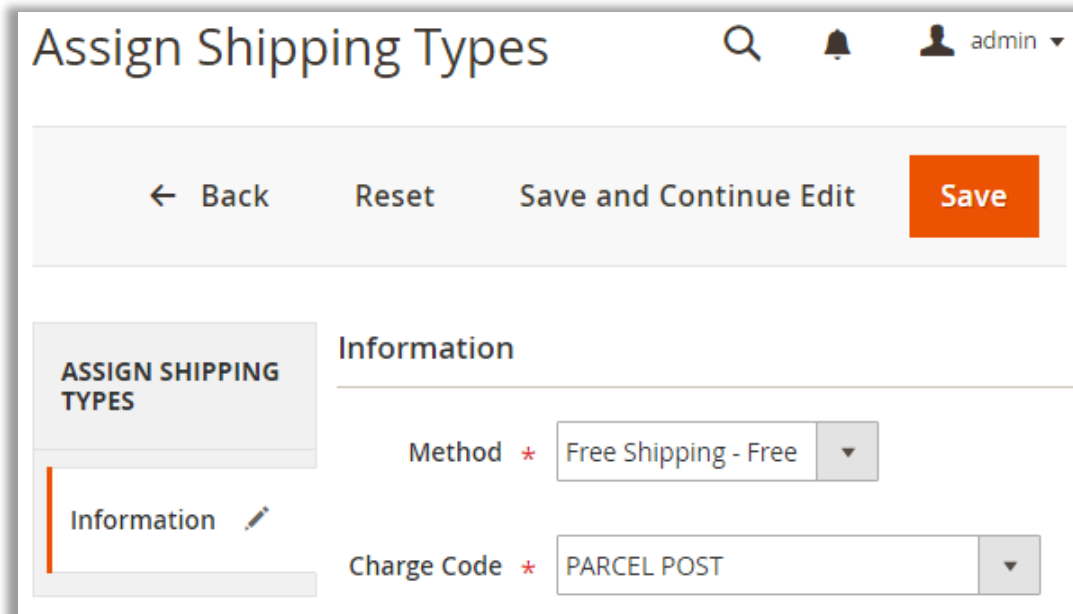 Assign Shipping Types
admin
← Back Reset Save and Continue Edit Save
ASSIGN SHIPPING
TYPES
Information
Information
Method * Free Shipping - Free
Charge Code * PARCEL POST